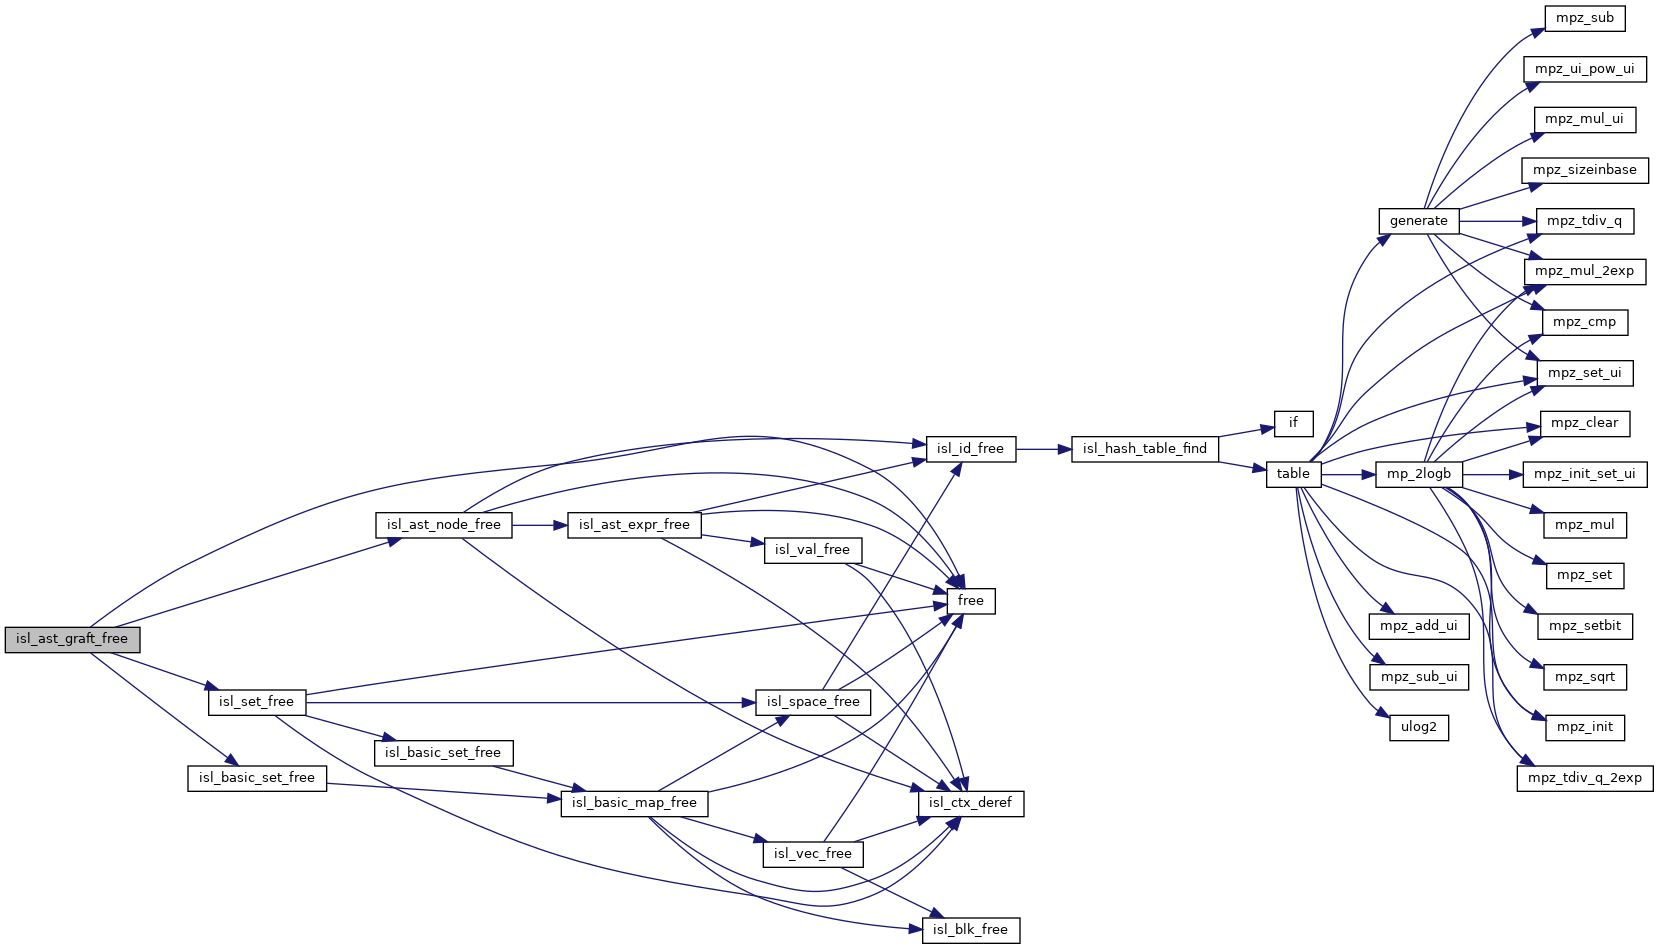 isl_ast_graft_free
isl_set_free
isl_basic_set_free
isl_ast_node_free
isl_basic_set_free
isl_ast_expr_free
isl_basic_map_free
isl_val_free
isl_space_free
isl_vec_free
isl_id_free
free
isl_ctx_deref
isl_blk_free
isl_hash_table_find
if
table
generate
mp_2logb
mpz_add_ui
mpz_sub_ui
ulog2
mpz_sub
mpz_ui_pow_ui
mpz_mul_ui
mpz_sizeinbase
mpz_tdiv_q
mpz_mul_2exp
mpz_cmp
mpz_set_ui
mpz_clear
mpz_init_set_ui
mpz_mul
mpz_set
mpz_setbit
mpz_sqrt
mpz_init
mpz_tdiv_q_2exp